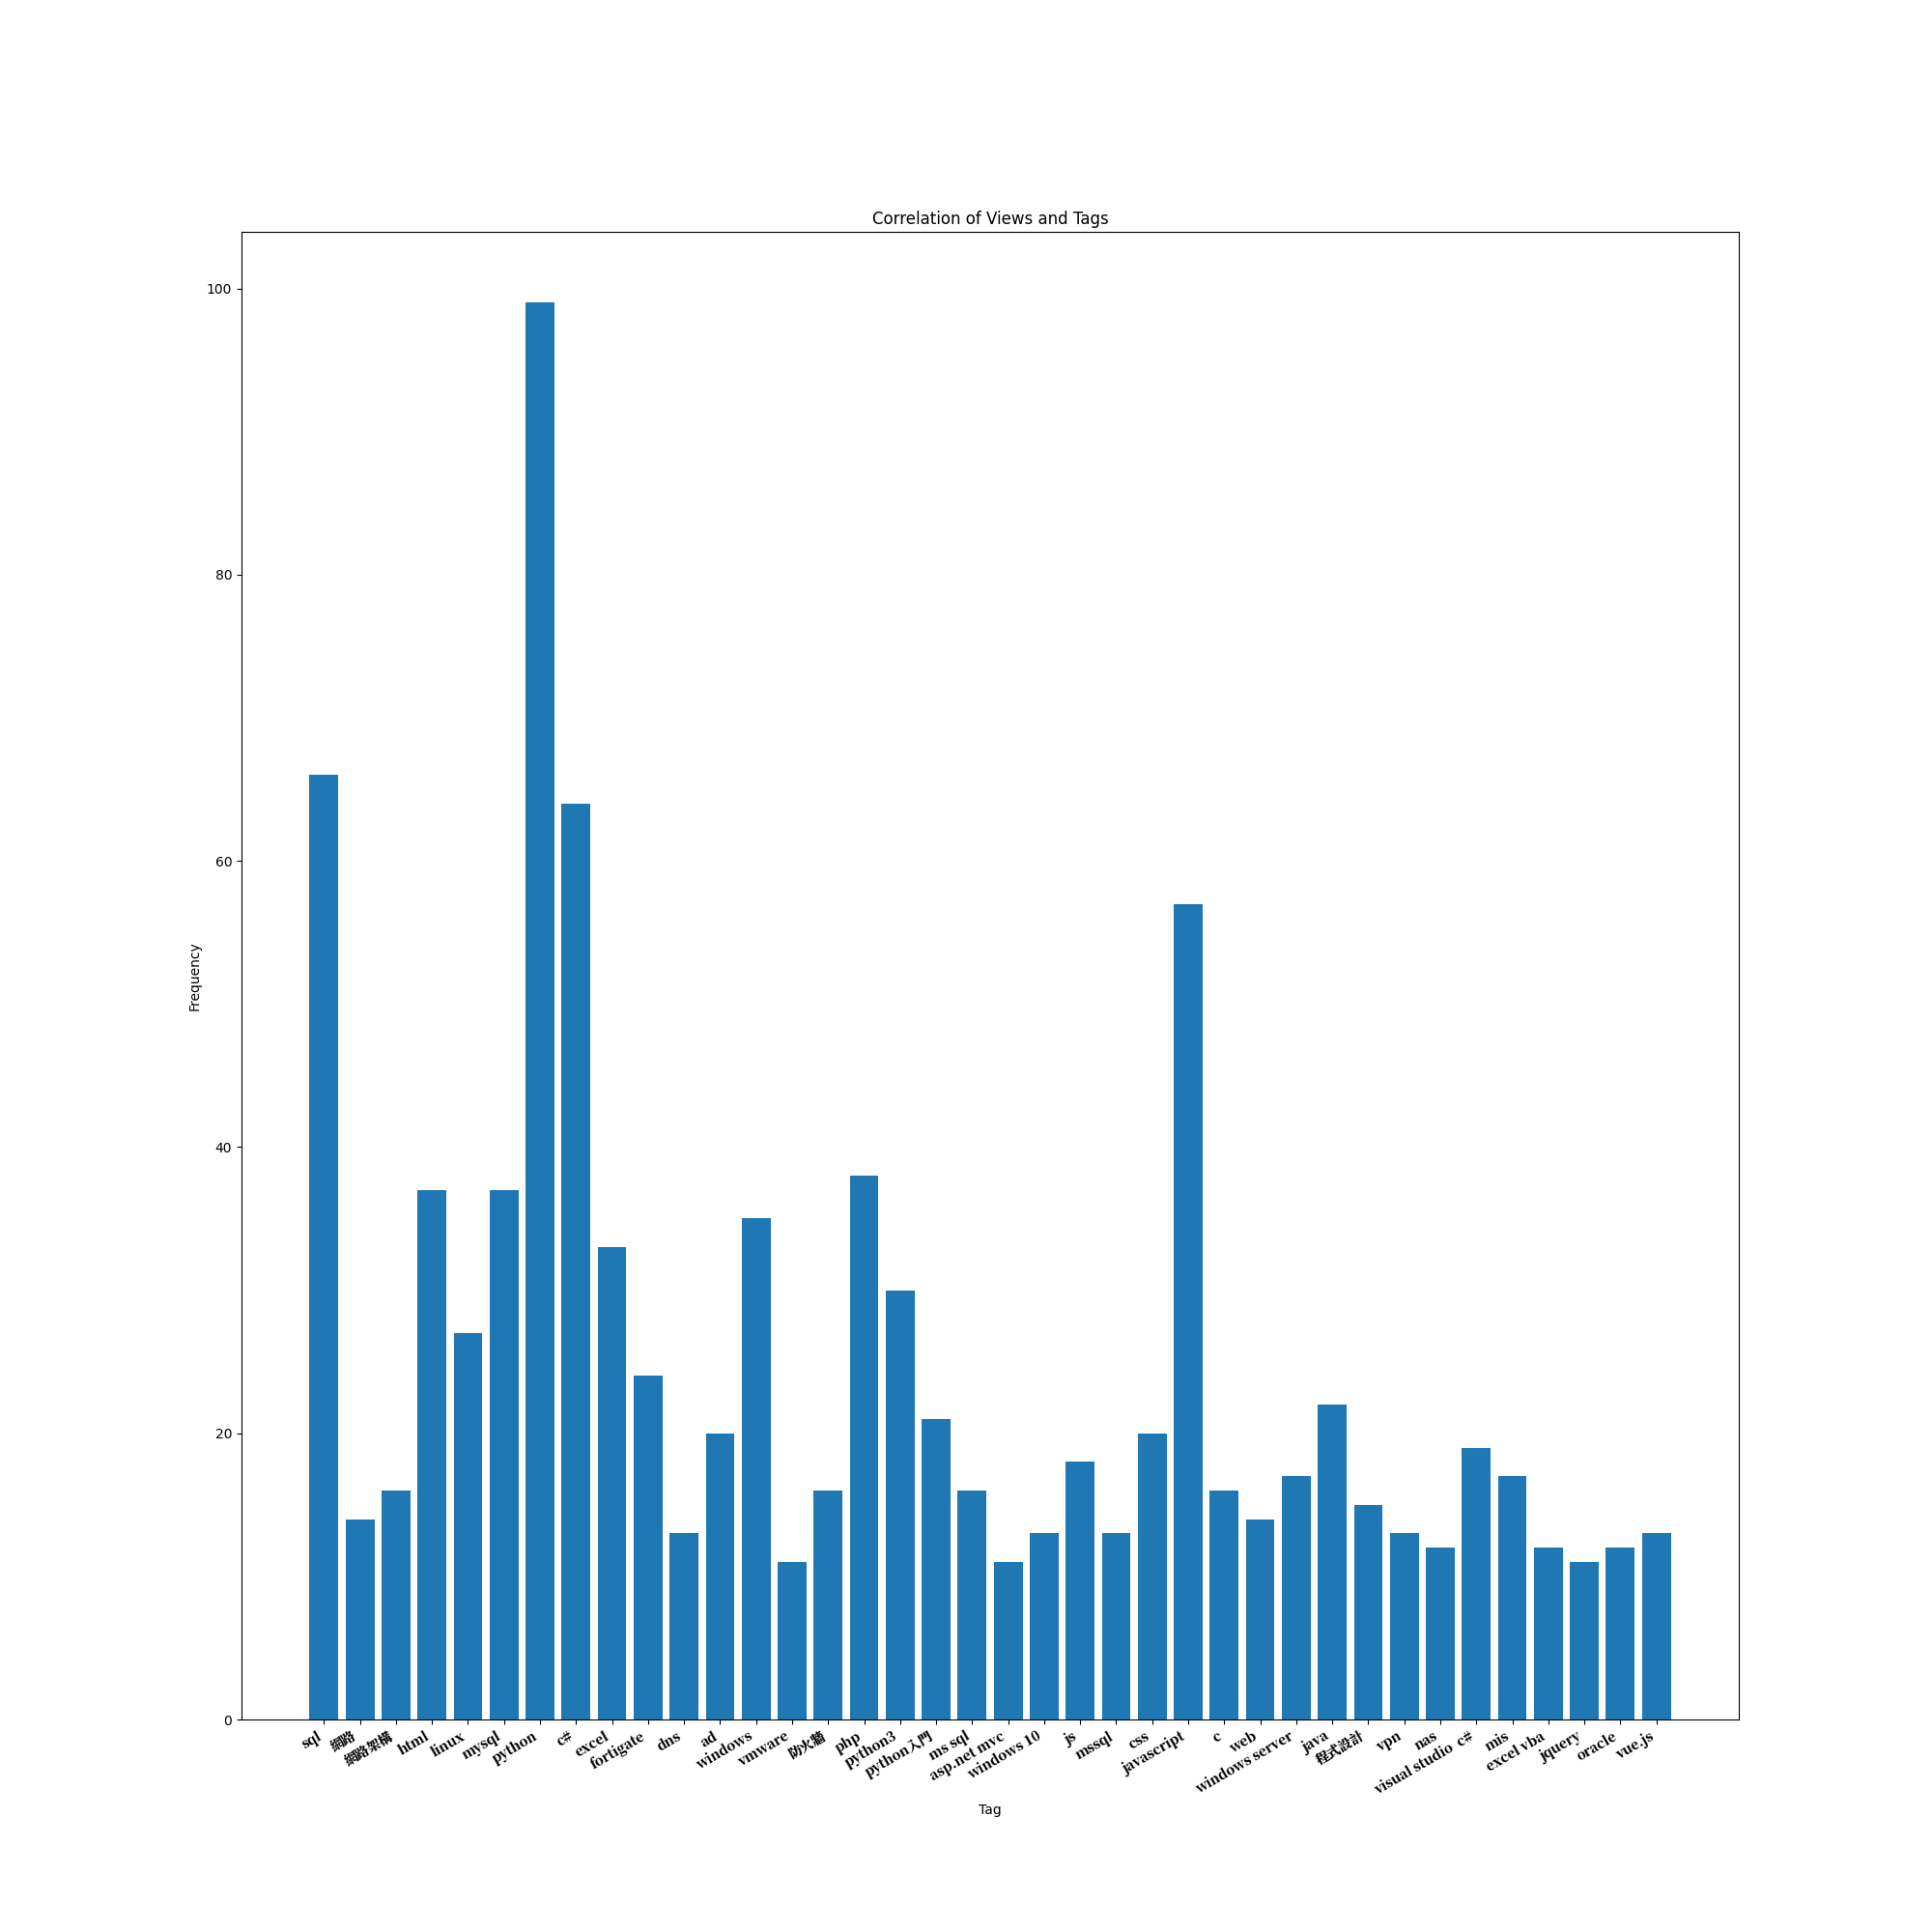 Correlation of Views and Tags
100
80
60
40
20
0
Frequency
sql
網路
網路架構
html
linux
mysql
python
c#
excel
fortigate
dns
ad
windows
vmware
防火牆
php
python3
python入門
ms sql
asp.net mvc
windows 10
js
mssql
css
javascript
c
web
windows server
java
程式設計
vpn
nas
visual studio c#
mis
excel vba
jquery
oracle
vue.js
Tag